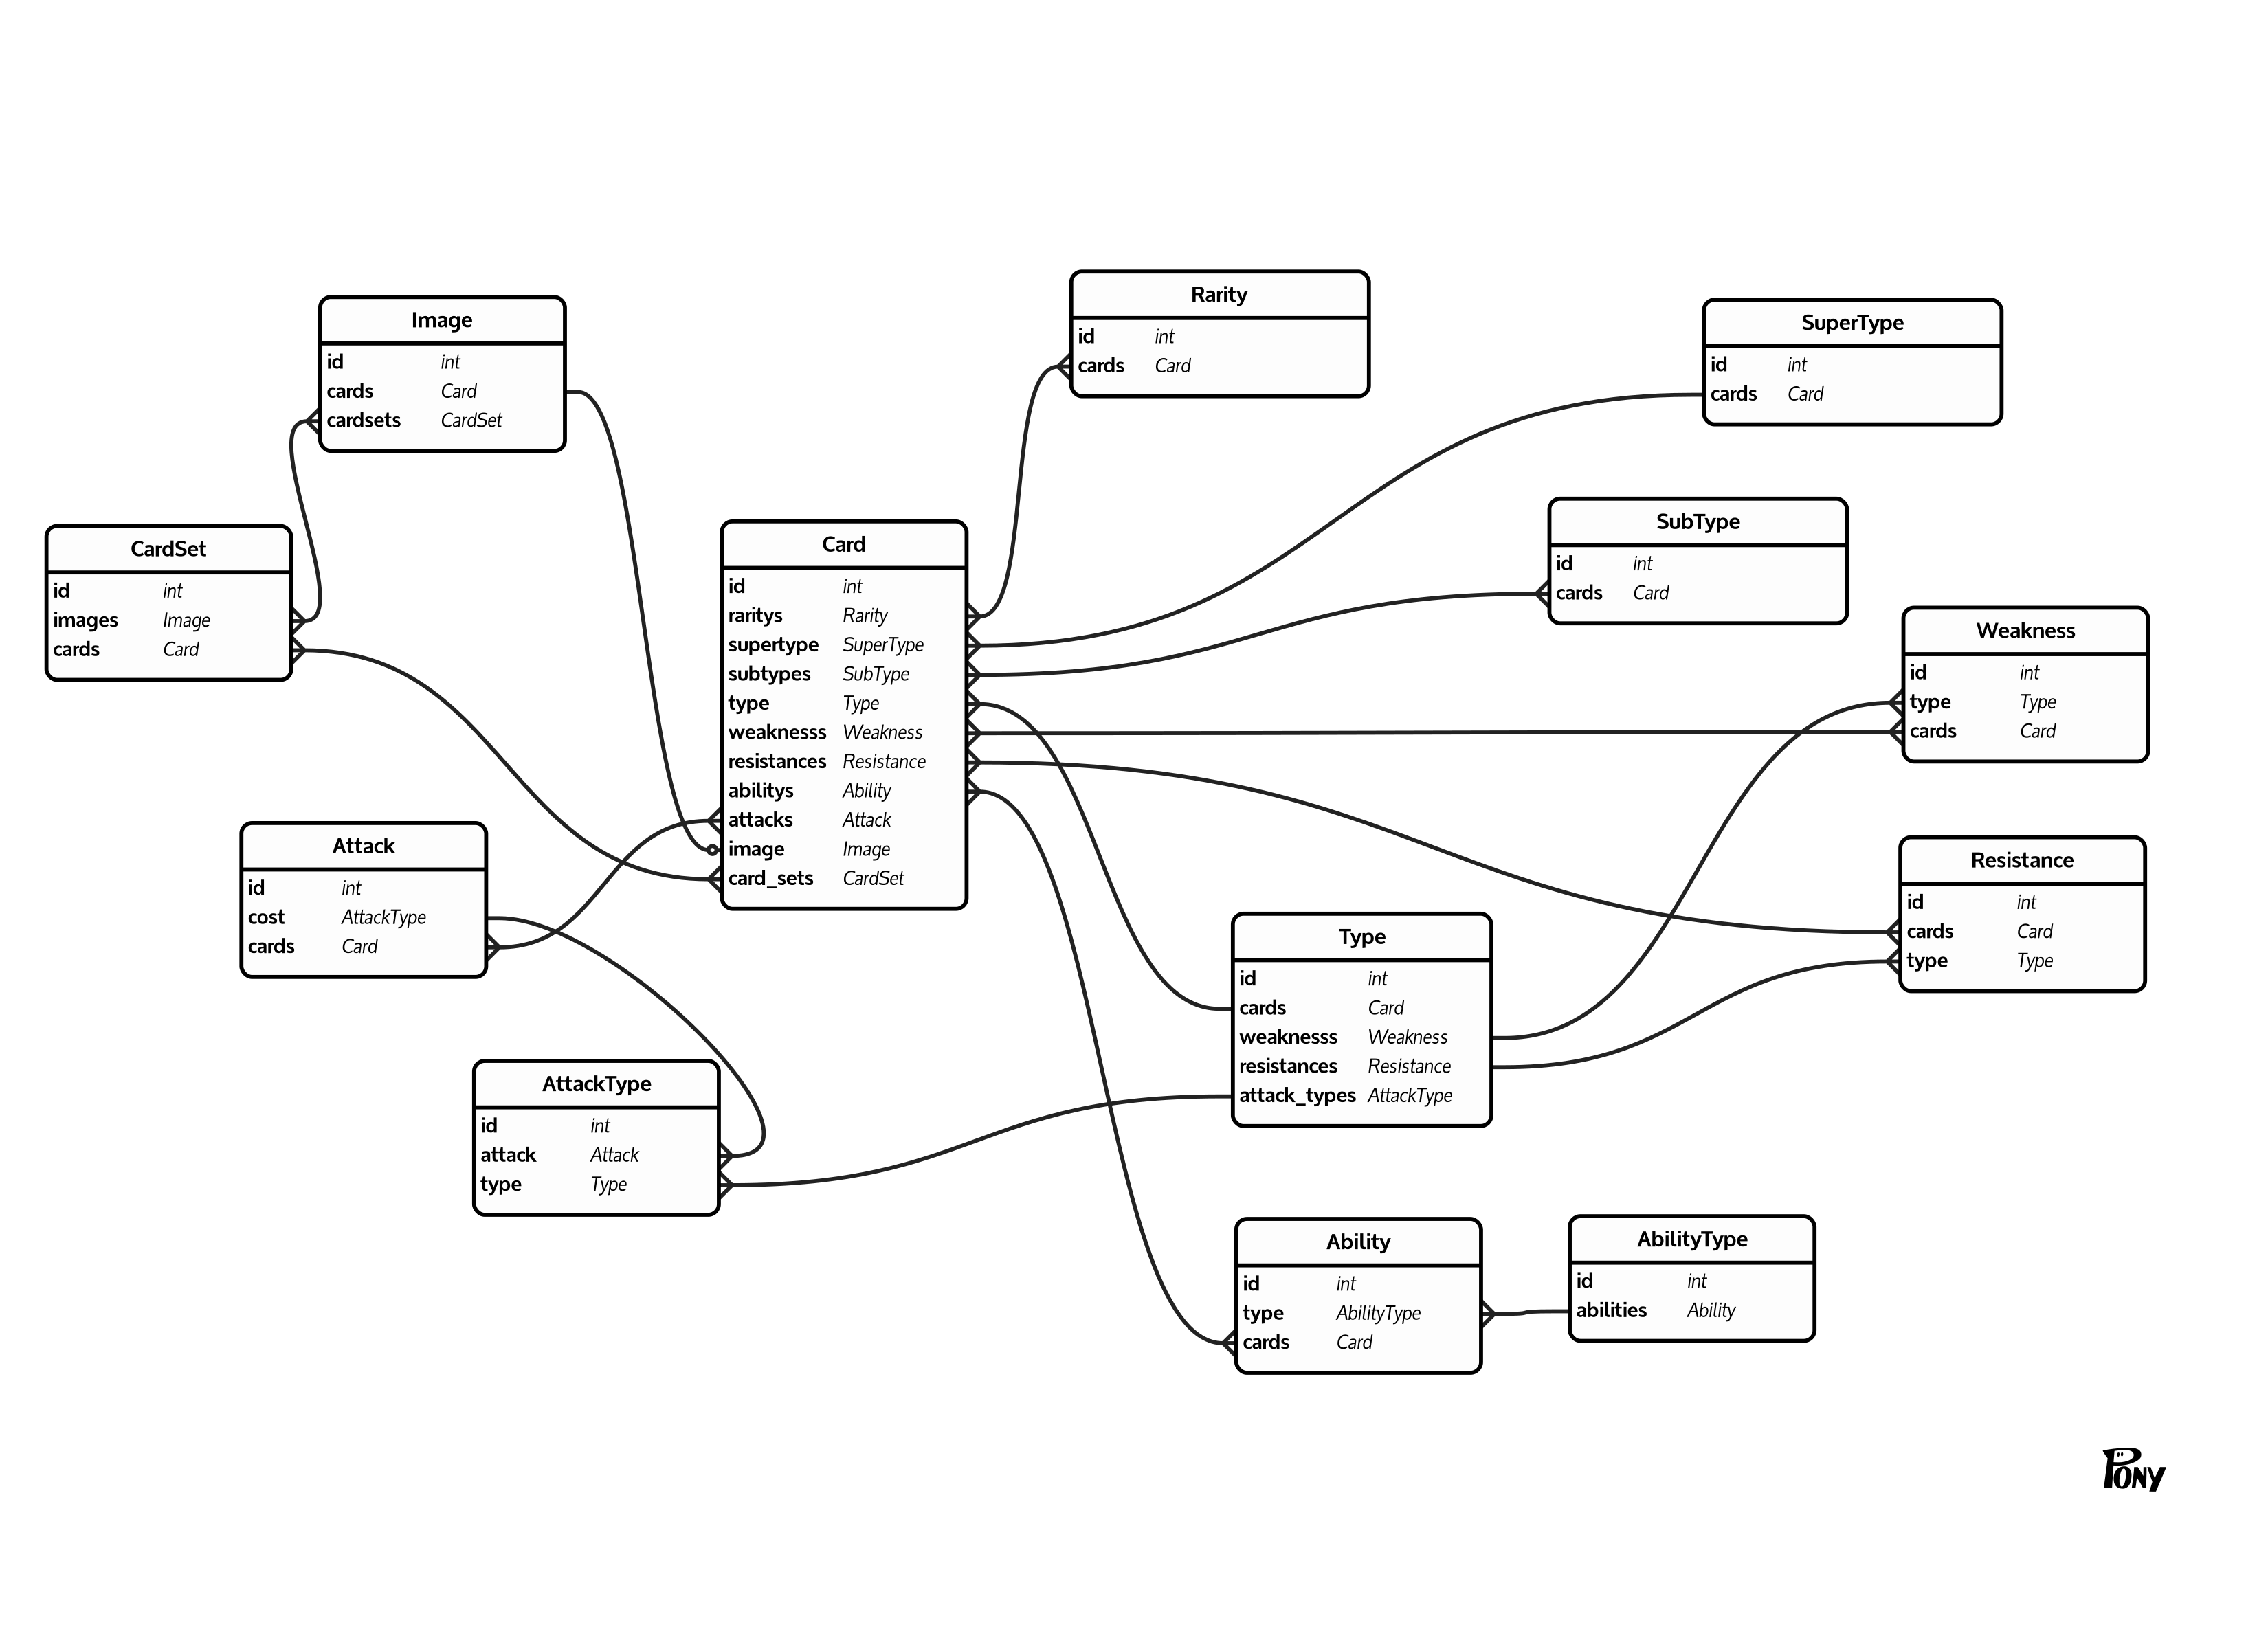 Rarity
id int
cards Card
Image
id int
cards Card
cardsets CardSet
SuperType
id int
cards Card
SubType
id int
cards Card
CardSet
id int
images Image
cards Card
Card
id int
raritys Rarity
supertype SuperType
subtypes SubType
type Type
weaknesss Weakness
resistances Resistance
abilitys Ability
attacks Attack
image Image
card_sets CardSet
Weakness
id int
type Type
cards Card
Attack
id int
cost AttackType
cards Card
Resistance
id int
cards Card
type Type
Type
id int
cards Card
weaknesss Weakness
resistances Resistance
attack_types AttackType
AttackType
id int
attack Attack
type Type
Ability
id int
type AbilityType
cards Card
AbilityType
id int
abilities Ability
PONY